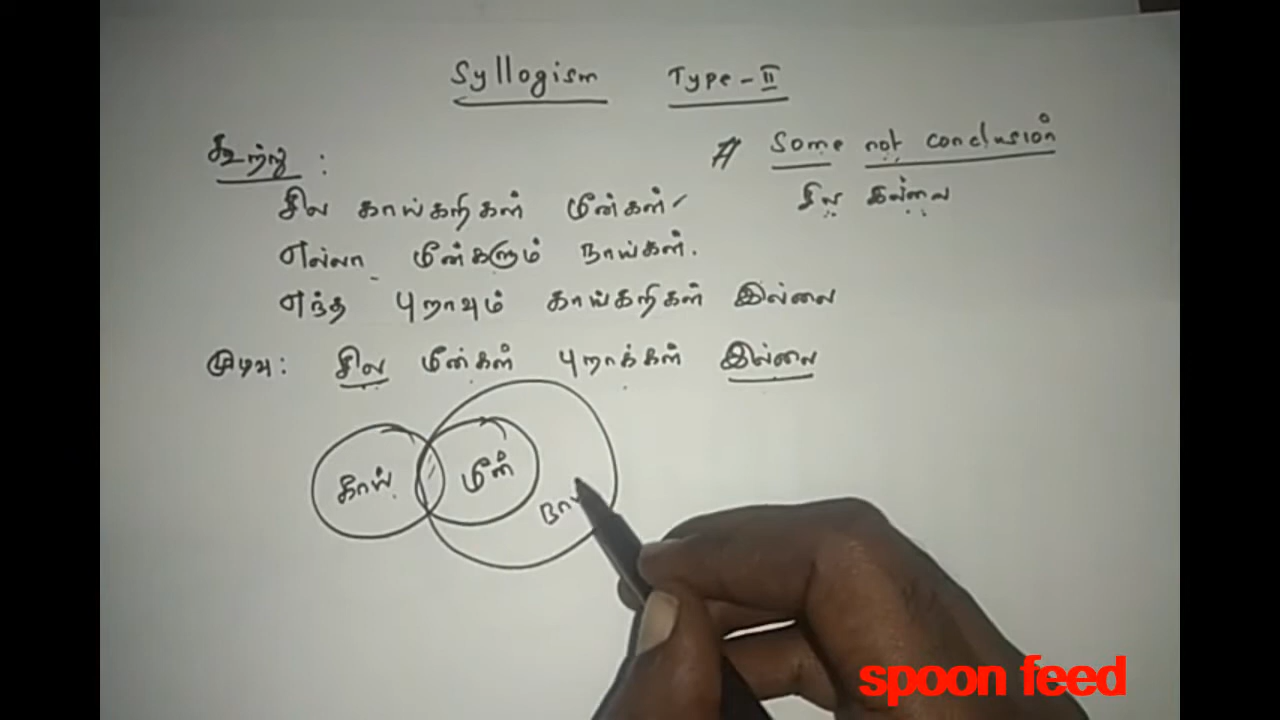 Syllogism Type - II
கூற்று :
# Some not conclusion
சில இல்லை
சில காய்கறிகள் மீன்கள்
எல்லா மீன்களும் நாய்கள்.
எந்த புறாவும் காய்கறிகள் இல்லை
முடிவு: சில மீன்கள் புறாக்கள் இல்லை
காய்
மீன்
நாய்
spoon feed